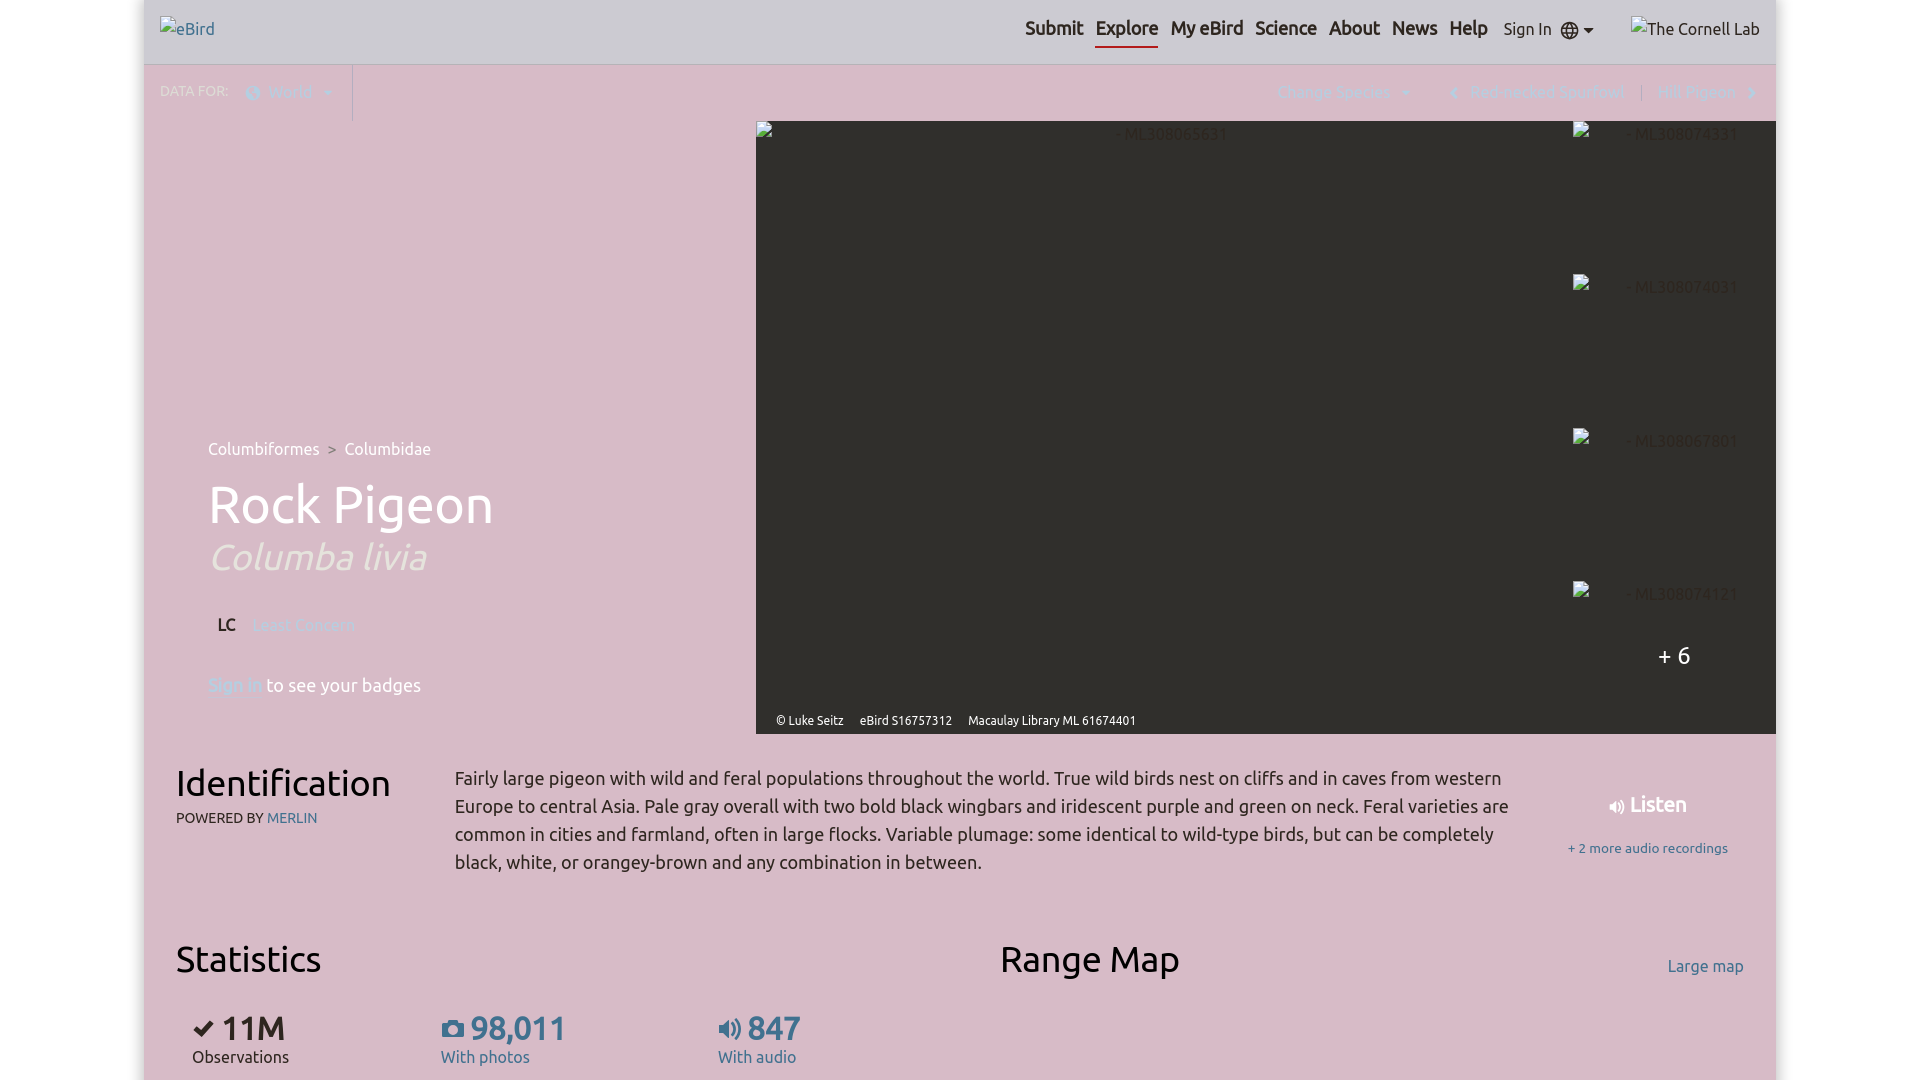 eBird
Submit Explore My eBird Science About News Help Sign In The Cornell Lab
DATA FOR: World Change Species Rufous-vented Ground-Cuckoo Hill Pigeon
- ML308065631
- ML308074331
- ML308074031
- ML308067801
- ML308074121
+ 6
Columbiformes > Columbidae
Rock Pigeon
Columba livia
LC Least Concern
Sign in to see your badges
© Luke Seitz eBird S16757312 Macaulay Library ML 61674401
Identification
POWERED BY MERLIN
Fairly large pigeon with wild and feral populations throughout the world. True wild birds nest on cliffs and in caves from western
Europe to central Asia. Pale gray overall with two bold black wingbars and iridescent purple and green on neck. Feral varieties are
common in cities and farmland, often in large flocks. Variable plumage: some identical to wild-type birds, but can be completely
black, white, or orangey-brown and any combination in between.
Listen
+ 2 more audio recordings
Statistics
Range Map
Large map
11M
Observations
98,011
With photos
847
With audio